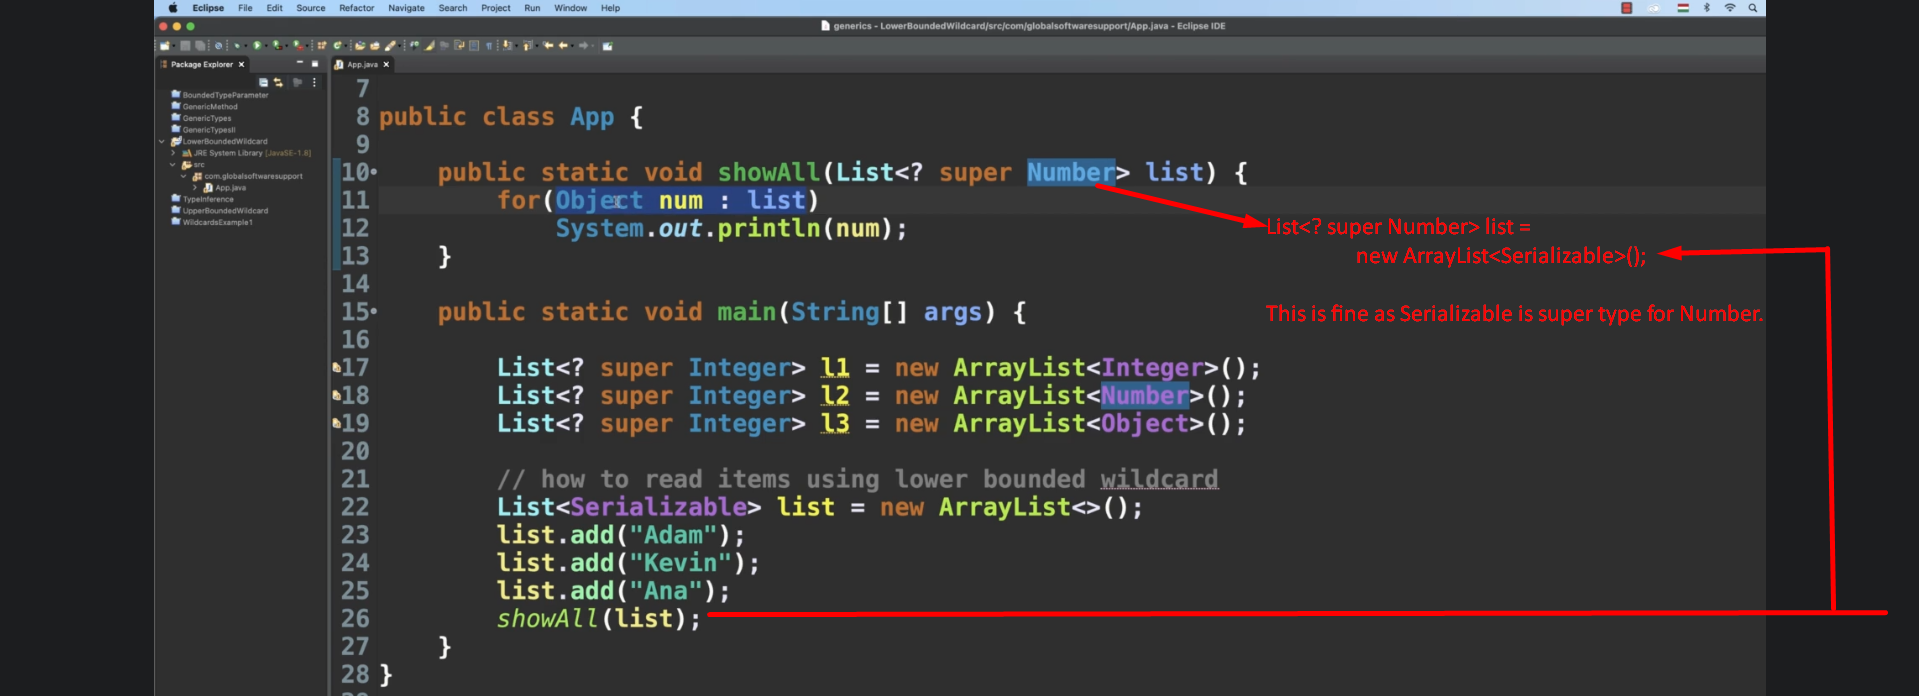 Eclipse File Edit Source Refactor Navigate Search Project Run Window Help
generics - LowerBoundedWildcard/src/com/globalsoftwaresupport/App.java - Eclipse IDE
Package Explorer
App.java
BoundedTypeParameter
GenericMethod
GenericTypes
GenericTypesII
LowerBoundedWildcard
JRE System Library [JavaSE-1.8]
src
com.globalsoftwaresupport
App.java
TypeInference
UpperBoundedWildcard
WildcardsExample1
7
8 public class App {
9
10 public static void showAll(List<? super Number> list) {
11 for(Object num : list)
12 System.out.println(num);
13 }
14
15 public static void main(String[] args) {
16
17 List<? super Integer> l1 = new ArrayList<Integer>();
18 List<? super Integer> l2 = new ArrayList<Number>();
19 List<? super Integer> l3 = new ArrayList<Object>();
20
21 // how to read items using lower bounded wildcard
22 List<Serializable> list = new ArrayList<>();
23 list.add("Adam");
24 list.add("Kevin");
25 list.add("Ana");
26 showAll(list);
27 }
28 }
List<? super Number> list =
new ArrayList<Serializable>();
This is fine as Serializable is super type for Number.